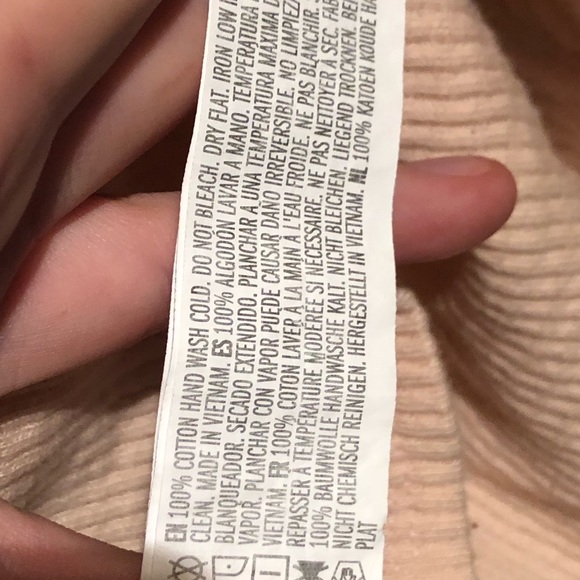 EN 100% COTTON HAND WASH COLD. DO NOT BLEACH. DRY FLAT. IRON LOW
CLEAN. MADE IN VIETNAM. ES 100% ALGODÓN LAVAR A MANO. TEMPERATURA
BLANQUEADOR. SECADO EXTENDIDO. PLANCHAR A UNA TEMPERATURA MÁXIMA D
VAPOR. PLANCHAR CON VAPOR PUEDE CAUSAR DAÑO IRREVERSIBLE. NO LIMPIEZ
VIETNAM. FR 100% COTON LAVER À LA MAIN À L'EAU FROIDE. NE PAS BLANCHIR.
REPASSER À TEMPÉRATURE MODÉRÉE SI NÉCESSAIRE. NE PAS NETTOYER A SEC. FAB
100% BAUMWOLLE HANDWÄSCHE KALT. NICHT BLEICHEN. LIEGEND TROCKNEN. BEI
NICHT CHEMISCH REINIGEN. HERGESTELLT IN VIETNAM. NL 100% KATOEN KOUDE HA
PLAT